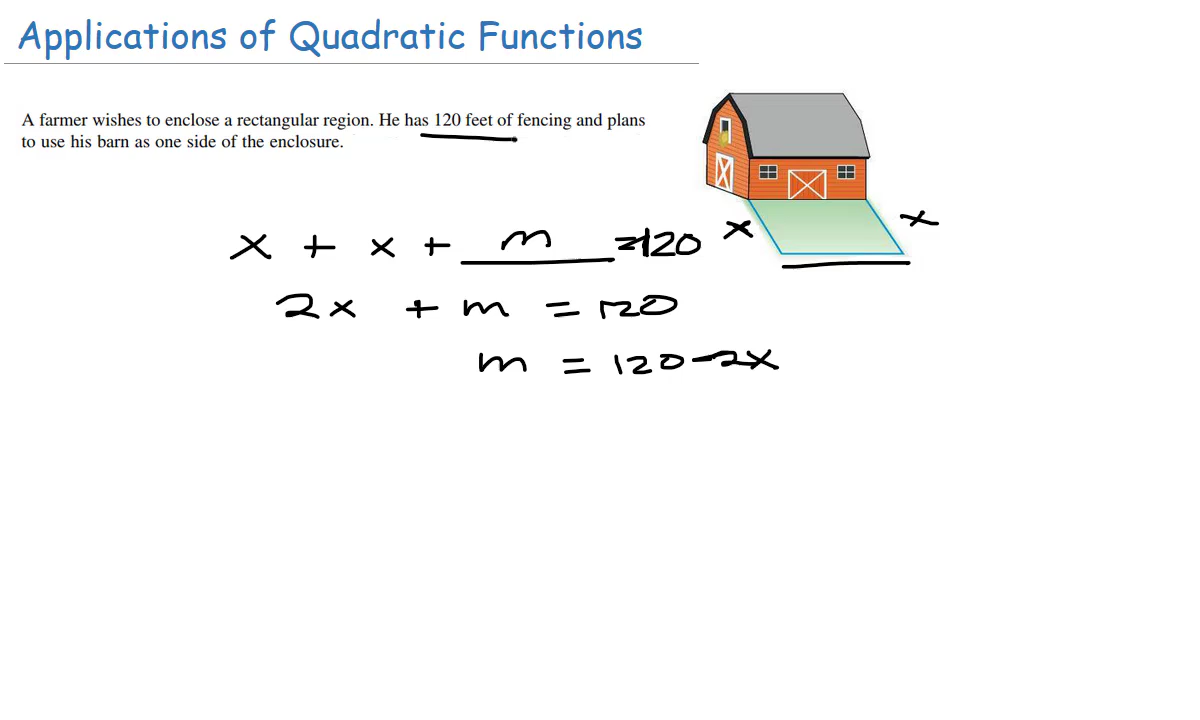 Applications of Quadratic Functions
A farmer wishes to enclose a rectangular region. He has 120 feet of fencing and plans
to use his barn as one side of the enclosure.
x + x + m = 120
x
x
2x + m = 120
m = 120 - 2x